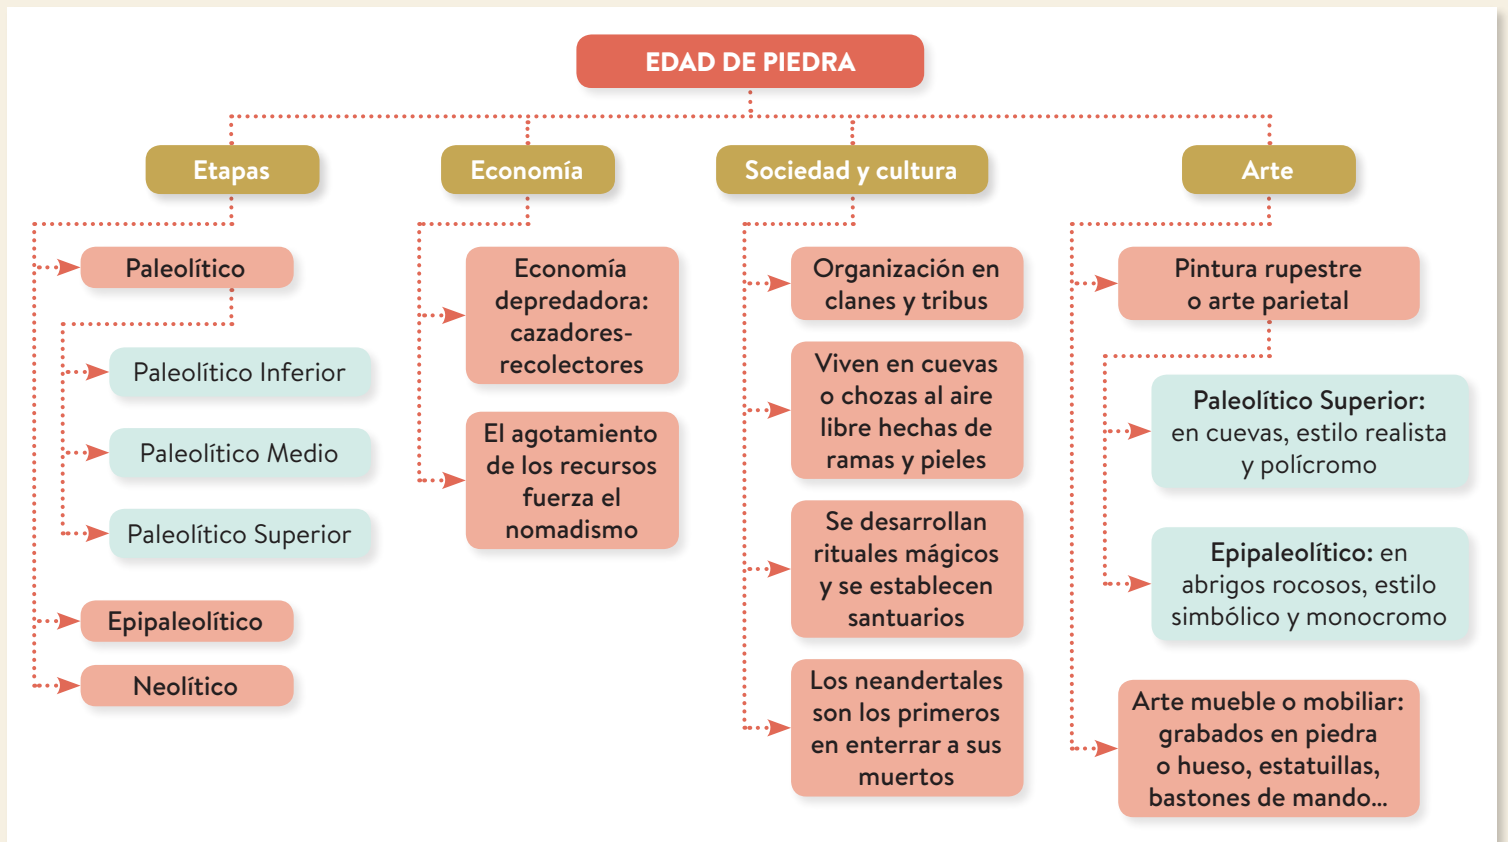 EDAD DE PIEDRA
Etapas
Paleolítico
Paleolítico Inferior
Paleolítico Medio
Paleolítico Superior
Epipaleolítico
Neolítico
Economía
Economía
depredadora:
cazadores-
recolectores
El agotamiento
de los recursos
fuerza el
nomadismo
Sociedad y cultura
Organización en
clanes y tribus
Viven en cuevas
o chozas al aire
libre hechas de
ramas y pieles
Se desarrollan
rituales mágicos
y se establecen
santuarios
Los neandertales
son los primeros
en enterrar a sus
muertos
Arte
Pintura rupestre
o arte parietal
Paleolítico Superior:
en cuevas, estilo realista
y polícromo
Epipaleolítico: en
abrigos rocosos, estilo
simbólico y monocromo
Arte mueble o mobiliar:
grabados en piedra
o hueso, estatuillas,
bastones de mando...